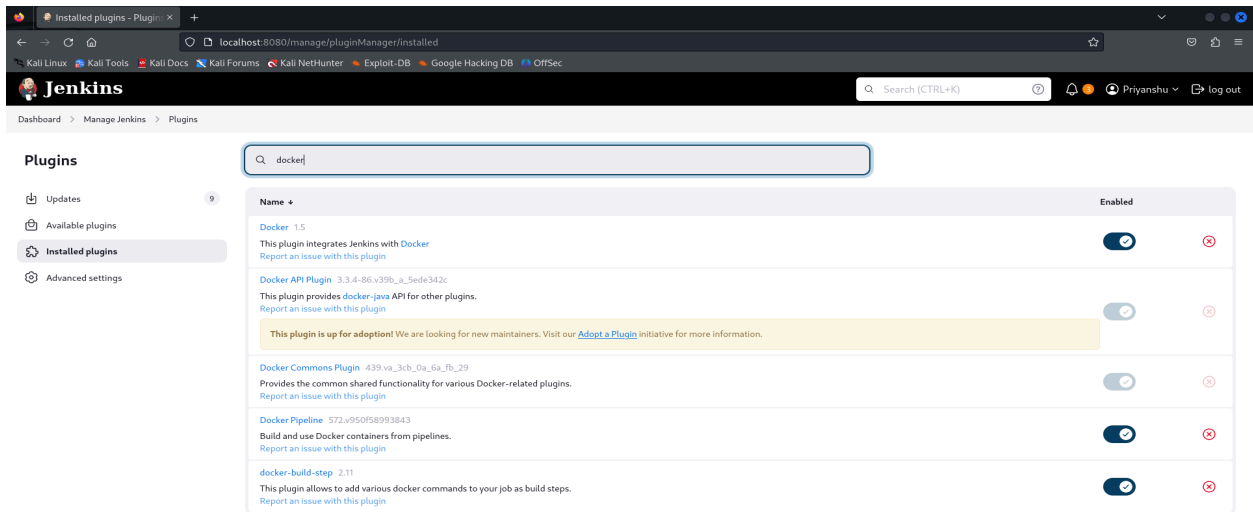 Installed plugins - Plugin
localhost:8080/manage/pluginManager/installed
Kali Linux Kali Tools Kali Docs Kali Forums Kali NetHunter Exploit-DB Google Hacking DB OffSec
Jenkins
Search (CTRL+K)
3
Priyanshu
log out
Dashboard > Manage Jenkins > Plugins
Plugins
docker
Updates 9
Available plugins
Installed plugins
Advanced settings
Name ↓
Enabled
Docker 1.5
This plugin integrates Jenkins with Docker
Report an issue with this plugin
Docker API Plugin 3.3.4-86.v39b_a_5ede342c
This plugin provides docker-java API for other plugins.
Report an issue with this plugin
This plugin is up for adoption! We are looking for new maintainers. Visit our Adopt a Plugin initiative for more information.
Docker Commons Plugin 439.va_3cb_0a_6a_fb_29
Provides the common shared functionality for various Docker-related plugins.
Report an issue with this plugin
Docker Pipeline 572.v950f58993843
Build and use Docker containers from pipelines.
Report an issue with this plugin
docker-build-step 2.11
This plugin allows to add various docker commands to your job as build steps.
Report an issue with this plugin